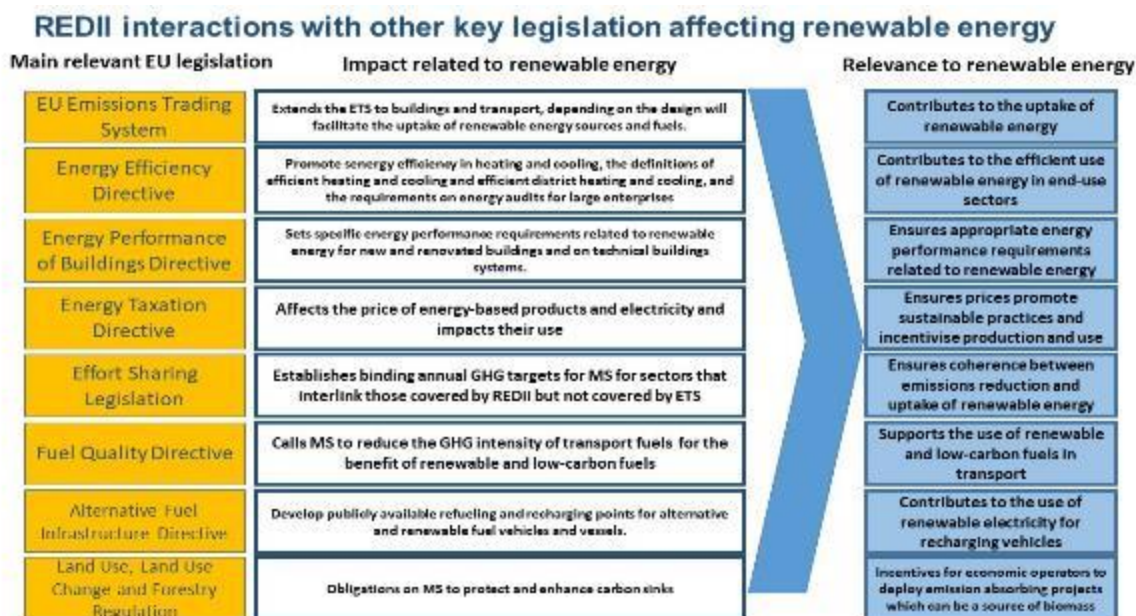 REDII interactions with other key legislation affecting renewable energy
Main relevant EU legislation
Impact related to renewable energy
Relevance to renewable energy
EU Emissions Trading
System
Extends the ETS to buildings and transport, depending on the design will
facilitate the uptake of renewable energy sources and fuels.
Contributes to the uptake of
renewable energy
Energy Efficiency
Directive
Promote senergy efficiency in heating and cooling, the definitions of
efficient heating and cooling and efficient district heating and cooling, and
the requirements on energy audits for large enterprises
Contributes to the efficient use
of renewable energy in end-use
sectors
Energy Performance
of Buildings Directive
Sets specific energy performance requirements related to renewable
energy for new and renovated buildings and on technical buildings
systems.
Ensures appropriate energy
performance requirements
related to renewable energy
Energy Taxation
Directive
Affects the price of energy-based products and electricity and
impacts their use
Ensures prices promote
sustainable practices and
incentivise production and use
Effort Sharing
Legislation
Establishes binding annual GHG targets for MS for sectors that
interlink those covered by REDII but not covered by ETS
Ensures coherence between
emissions reduction and
uptake of renewable energy
Fuel Quality Directive
Calls MS to reduce the GHG intensity of transport fuels for the
benefit of renewable and low-carbon fuels
Supports the use of renewable
and low-carbon fuels in
transport
Alternative Fuel
Infrastructure Directive
Develop publicly available refueling and recharging points for alternative
and renewable fuel vehicles and vessels.
Contributes to the use of
renewable electricity for
recharging vehicles
Land Use, Land Use
Change and Forestry
Regulation
Obligations on MS to protect and enhance carbon sinks
Incentives for economic operators to
deploy emission absorbing projects
which can be a source of biomass